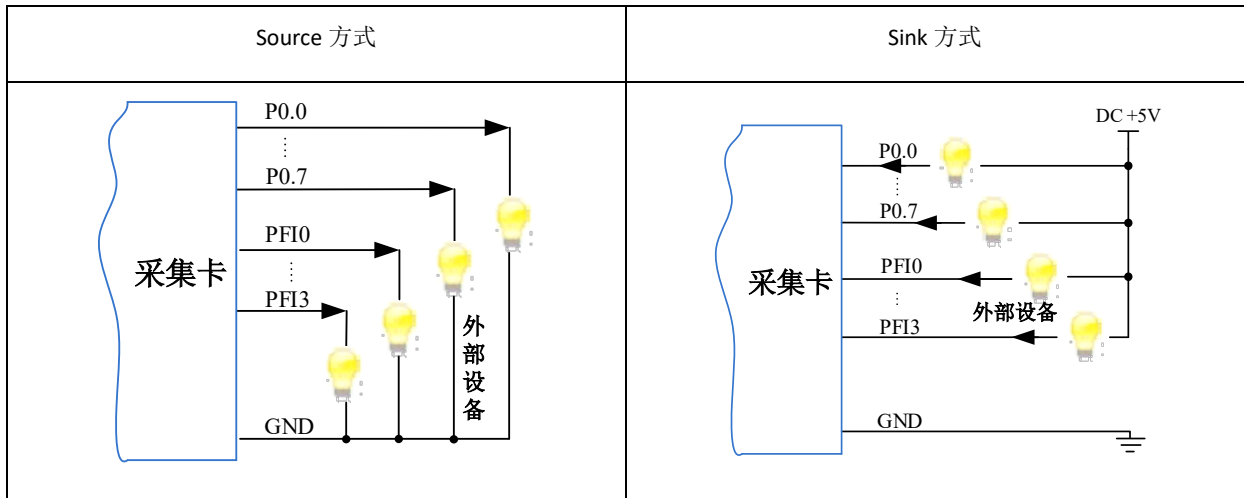 Source 方式
Sink 方式
P0.0
P0.7
PFI0
采集卡
PFI3
外部设备
GND
DC +5V
P0.0
P0.7
PFI0
采集卡
外部设备
PFI3
GND